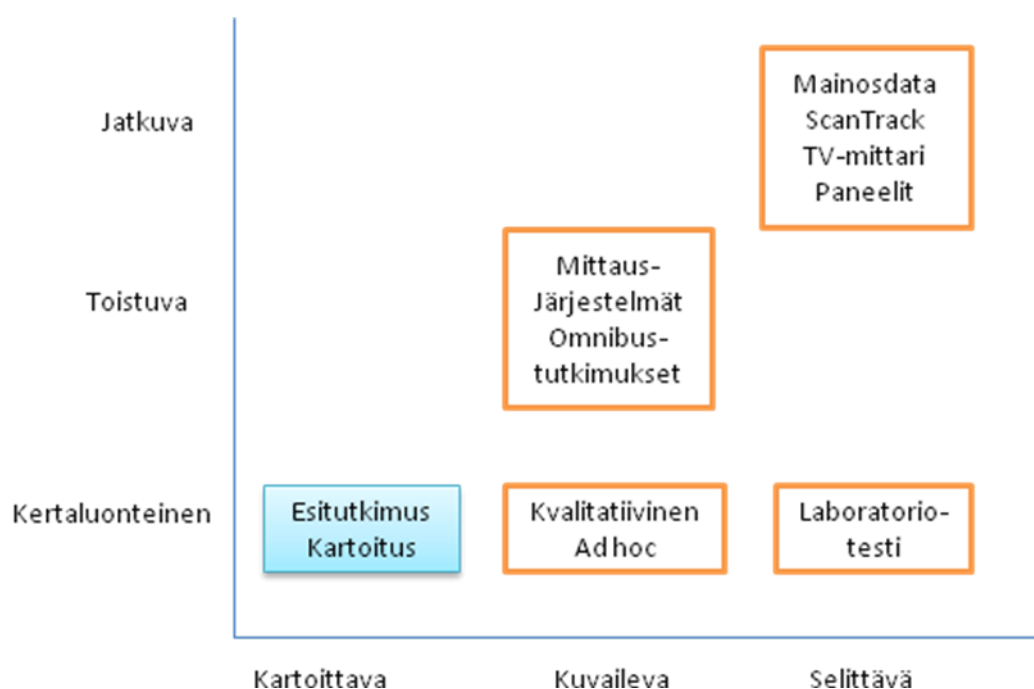 Jatkuva
Mainosdata
ScanTrack
TV-mittari
Paneelit
Toistuva
Mittaus-
Järjestelmät
Omnibus-
tutkimukset
Kertaluonteinen
Esitutkimus
Kartoitus
Kvalitatiivinen
Ad hoc
Laboratorio-
testi
Kartoittava
Kuvaileva
Selittävä